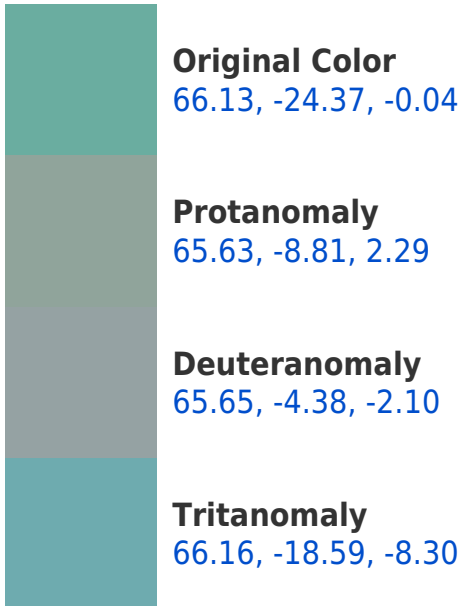 Original Color
66.13, -24.37, -0.04
Protanomaly
65.63, -8.81, 2.29
Deuteranomaly
65.65, -4.38, -2.10
Tritanomaly
66.16, -18.59, -8.30